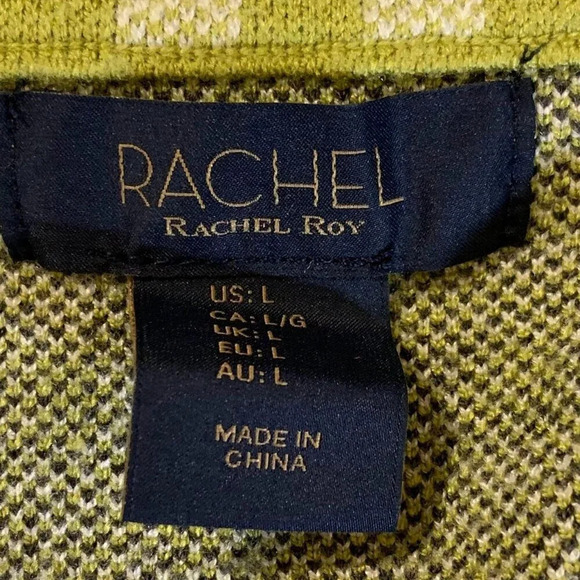 RACHEL
RACHEL ROY
US: L
CA: L/G
UK: L
EU: L
AU: L
MADE IN
CHINA